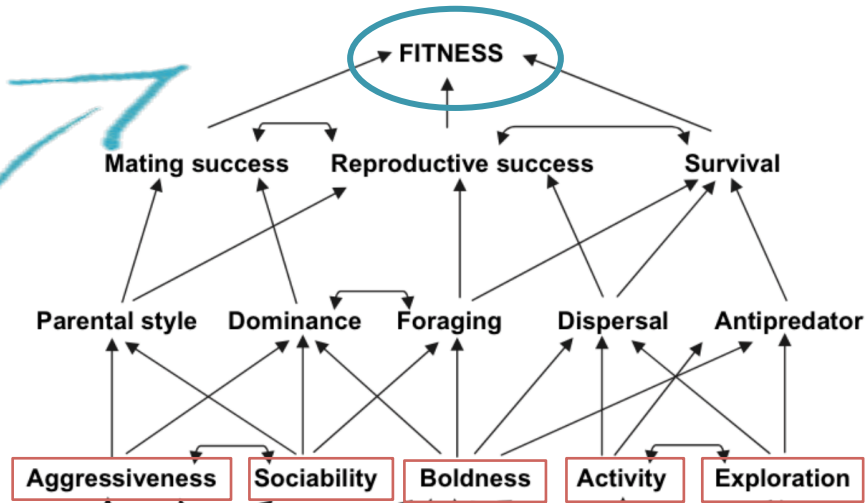 FITNESS
Mating success Reproductive success Survival
Parental style Dominance Foraging Dispersal Antipredator
Aggressiveness Sociability Boldness Activity Exploration